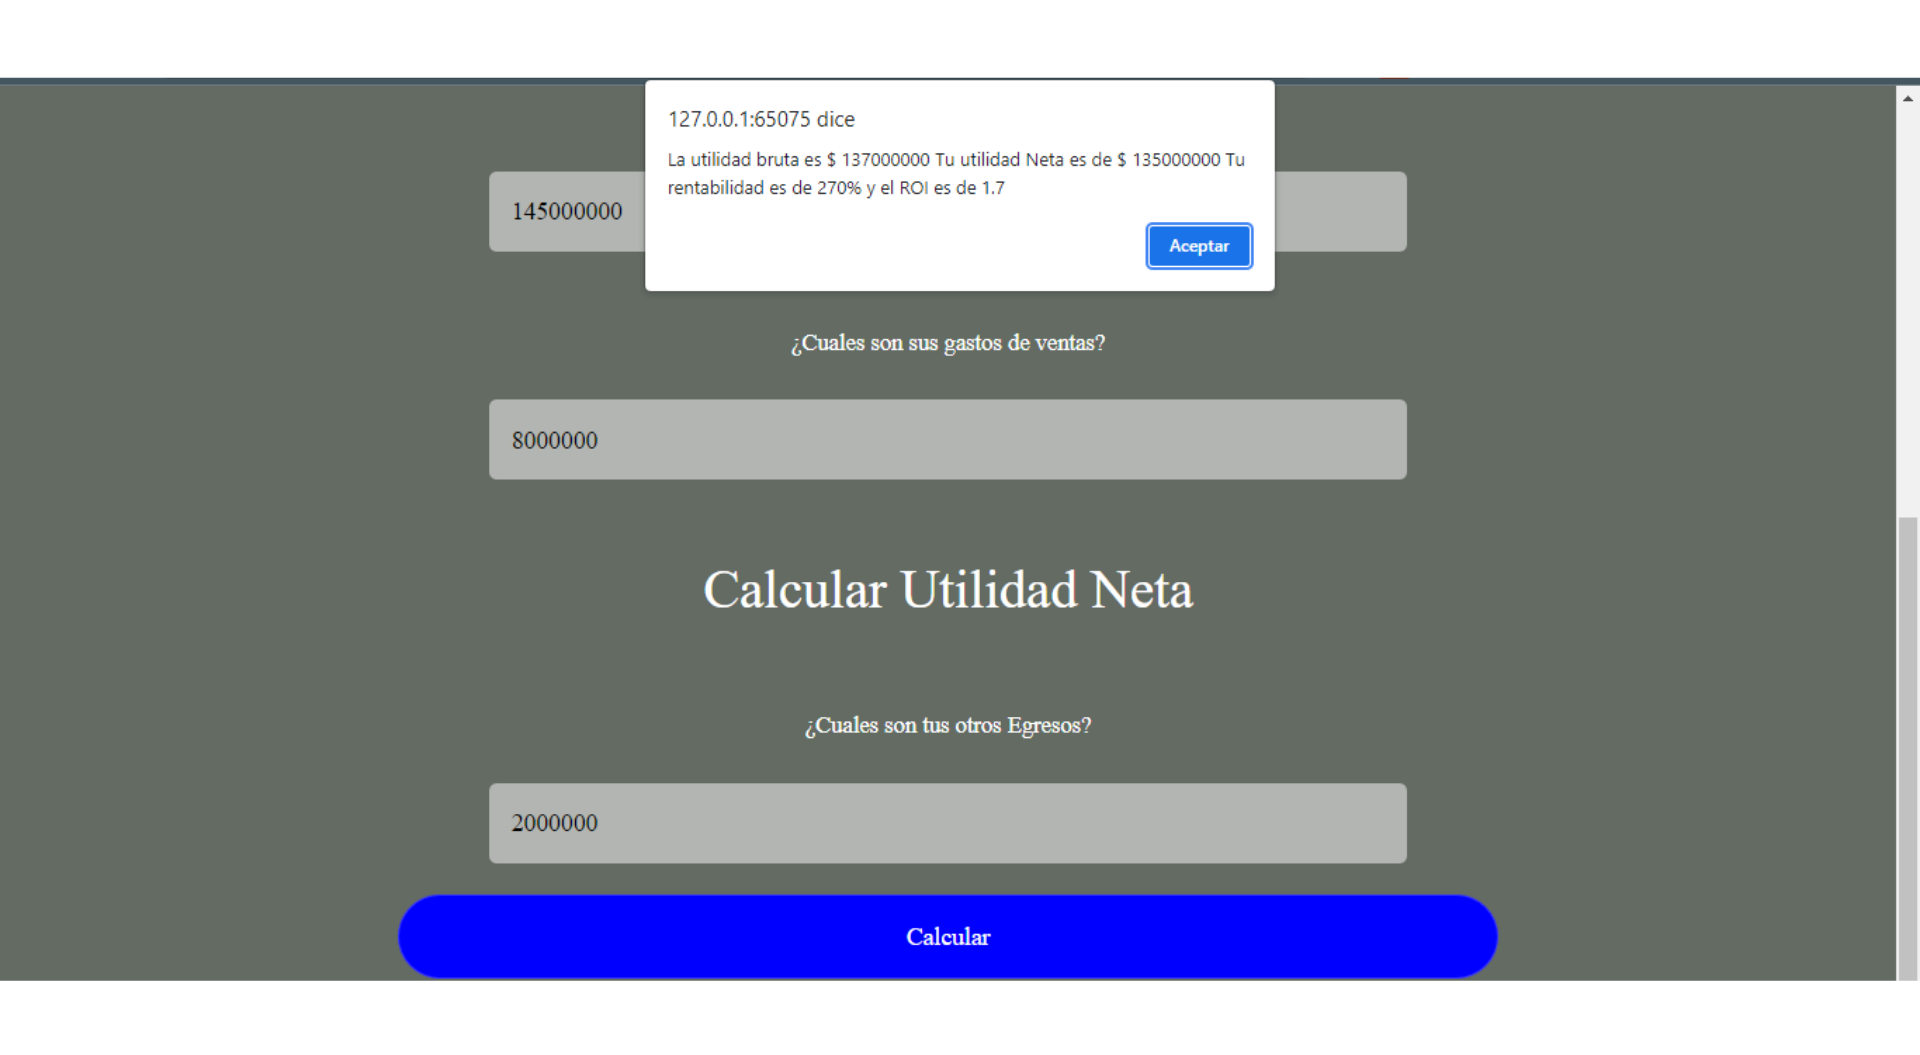 127.0.0.1:65075 dice
La utilidad bruta es $ 137000000 Tu utilidad Neta es de $ 135000000 Tu
rentabilidad es de 270% y el ROI es de 1.7
Aceptar
145000000
¿Cuales son sus gastos de ventas?
8000000
Calcular Utilidad Neta
¿Cuales son tus otros Egresos?
2000000
Calcular